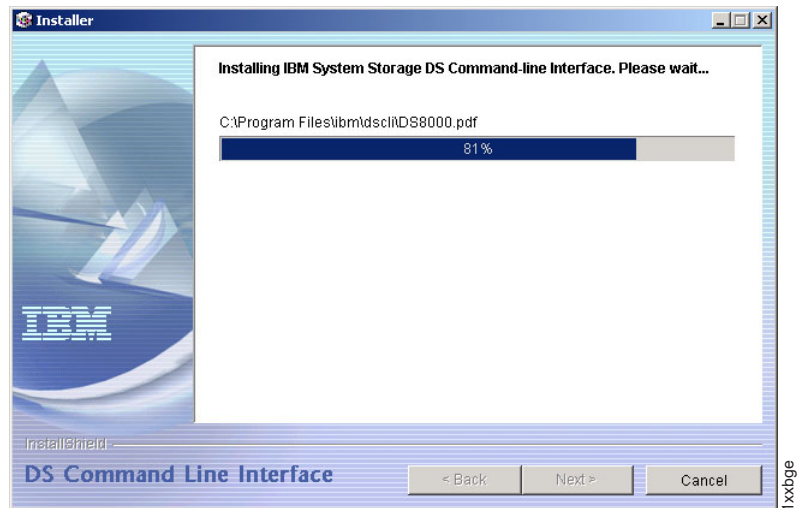 Installer
Installing IBM System Storage DS Command-line Interface. Please wait...
C:\Program Files\ibm\dscli\DS8000.pdf
81%
IBM
InstallShield
DS Command Line Interface
< Back
Next >
Cancel
1xxbge